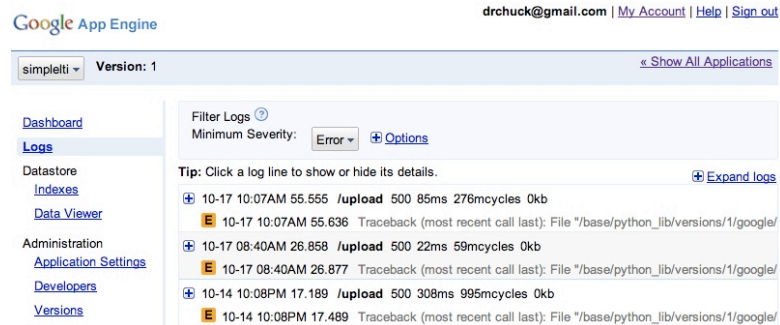 drchuck@gmail.com | My Account | Help | Sign out
Google App Engine
simplelti Version: 1 « Show All Applications
Dashboard
Logs
Datastore
Indexes
Data Viewer
Administration
Application Settings
Developers
Versions
Filter Logs ?
Minimum Severity: Error + Options
Tip: Click a log line to show or hide its details. + Expand logs
+ 10-17 10:07AM 55.555 /upload 500 85ms 276mcycles 0kb
E 10-17 10:07AM 55.636 Traceback (most recent call last): File "/base/python_lib/versions/1/google/
+ 10-17 08:40AM 26.858 /upload 500 22ms 59mcycles 0kb
E 10-17 08:40AM 26.877 Traceback (most recent call last): File "/base/python_lib/versions/1/google/
+ 10-14 10:08PM 17.189 /upload 500 308ms 995mcycles 0kb
E 10-14 10:08PM 17.489 Traceback (most recent call last): File "/base/python_lib/versions/1/google/